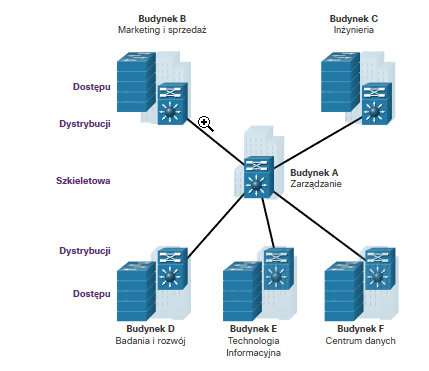 Budynek B
Marketing i sprzedaż
Budynek C
Inżynieria
Dostępu
Dystrybucji
Szkieletowa
Budynek A
Zarządzanie
Dystrybucji
Dostępu
Budynek D
Badania i rozwój
Budynek E
Technologia
Informacyjna
Budynek F
Centrum danych